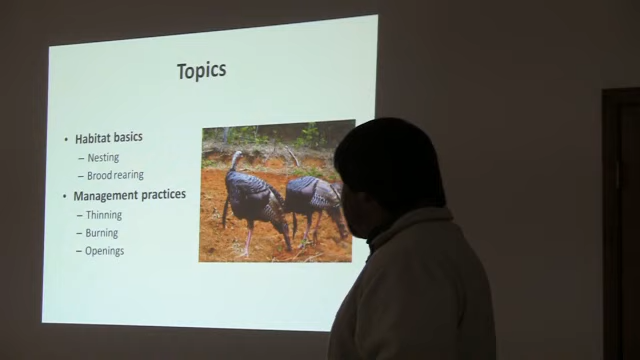 Topics
• Habitat basics
– Nesting
– Brood rearing
• Management practices
– Thinning
– Burning
– Openings